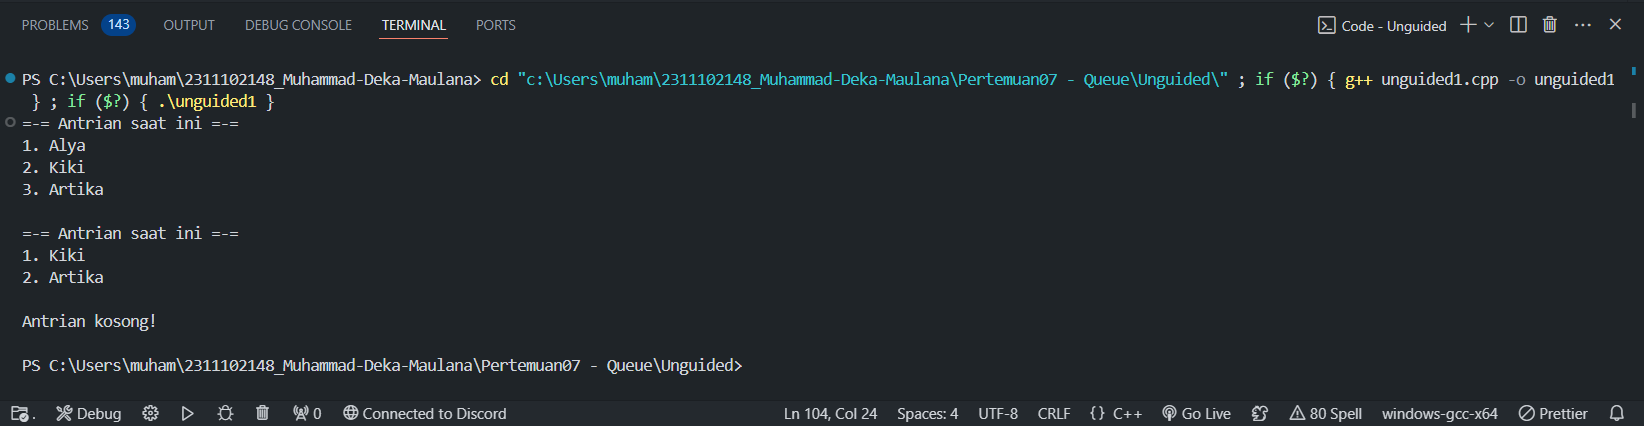 PROBLEMS 143 OUTPUT DEBUG CONSOLE TERMINAL PORTS Code - Unguided
PS C:\Users\muham\2311102148_Muhammad-Deka-Maulana> cd "c:\Users\muham\2311102148_Muhammad-Deka-Maulana\Pertemuan07 - Queue\Unguided\" ; if ($?) { g++ unguided1.cpp -o unguided1
} ; if ($?) { .\unguided1 }
=-= Antrian saat ini =-=
1. Alya
2. Kiki
3. Artika
=-= Antrian saat ini =-=
1. Kiki
2. Artika
Antrian kosong!
PS C:\Users\muham\2311102148_Muhammad-Deka-Maulana\Pertemuan07 - Queue\Unguided>
. Debug 0 Connected to Discord Ln 104, Col 24 Spaces: 4 UTF-8 CRLF {} C++ Go Live 80 Spell windows-gcc-x64 Prettier